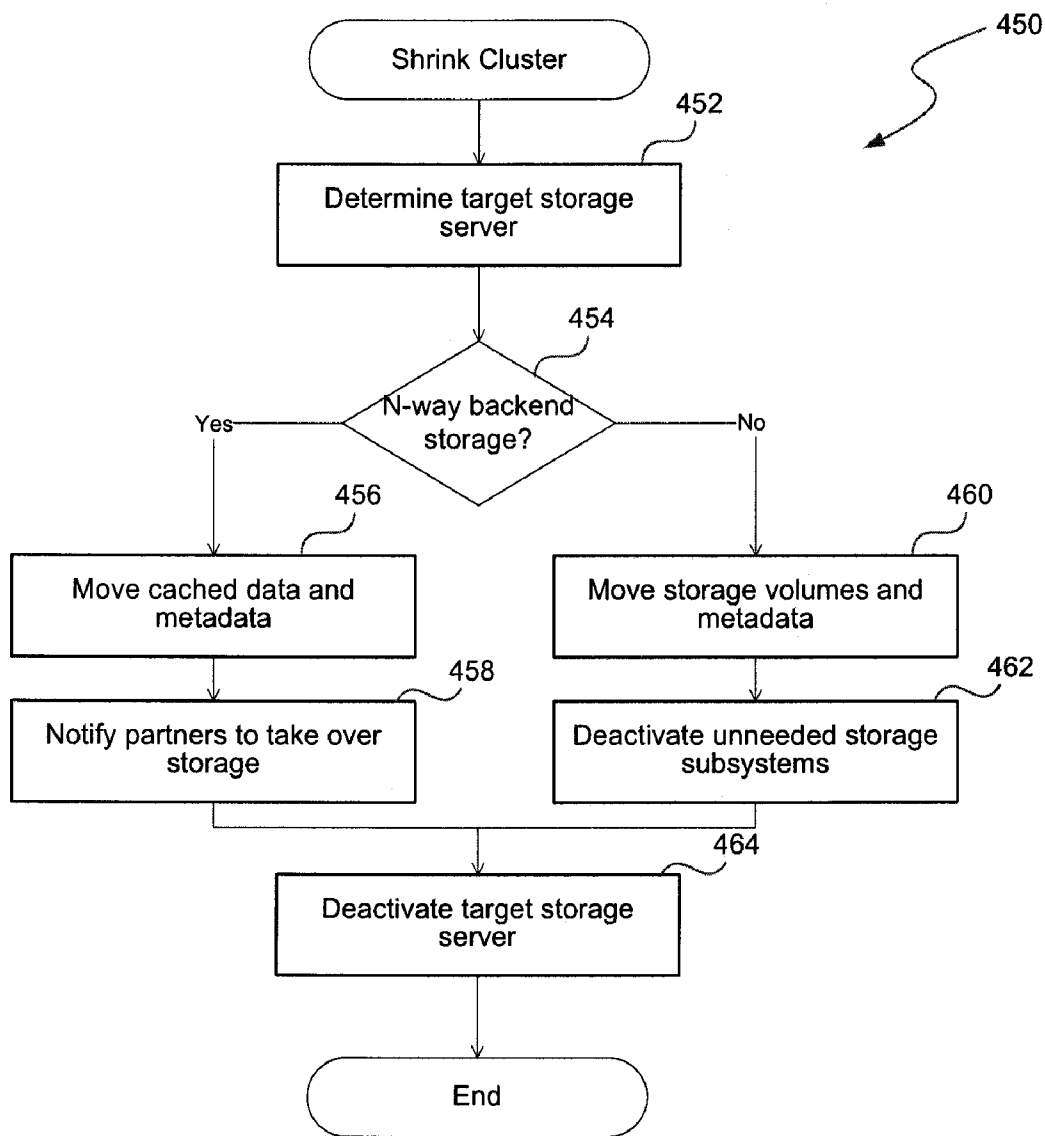 450
Shrink Cluster
452
Determine target storage
server
454
N-way backend
storage?
Yes
No
456
Move cached data and
metadata
460
Move storage volumes and
metadata
458
Notify partners to take over
storage
462
Deactivate unneeded storage
subsystems
464
Deactivate target storage
server
End